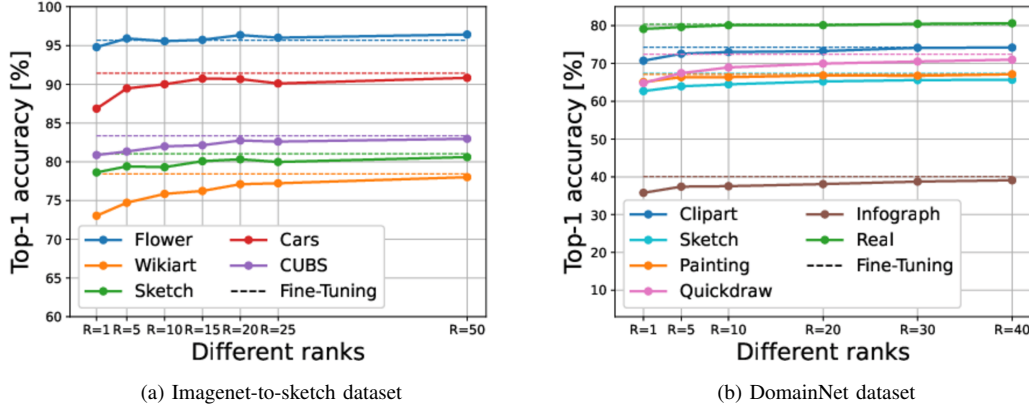 Top-1 accuracy [%]
100
95
90
85
80
75
70
65
60
Flower
Wikiart
Sketch
Cars
CUBS
Fine-Tuning
R=1 R=5 R=10 R=15 R=20 R=25 R=50
Different ranks
(a) Imagenet-to-sketch dataset
Top-1 accuracy [%]
80
70
60
50
40
30
20
10
Clipart
Sketch
Painting
Quickdraw
Infograph
Real
Fine-Tuning
R=1 R=5 R=10 R=20 R=30 R=40
Different ranks
(b) DomainNet dataset